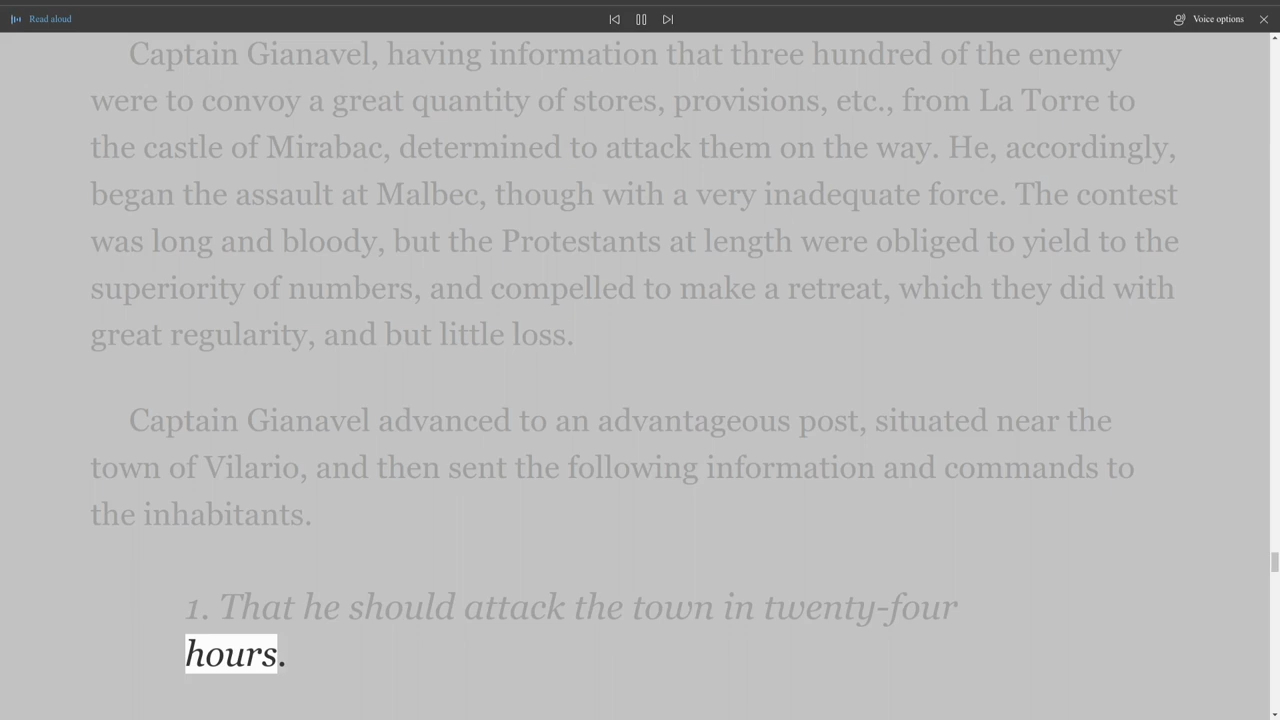 Read aloud
Voice options
Captain Gianavel, having information that three hundred of the enemy
were to convoy a great quantity of stores, provisions, etc., from La Torre to
the castle of Mirabac, determined to attack them on the way. He, accordingly,
began the assault at Malbec, though with a very inadequate force. The contest
was long and bloody, but the Protestants at length were obliged to yield to the
superiority of numbers, and compelled to make a retreat, which they did with
great regularity, and but little loss.
Captain Gianavel advanced to an advantageous post, situated near the
town of Vilario, and then sent the following information and commands to
the inhabitants.
1. That he should attack the town in twenty-four
hours.